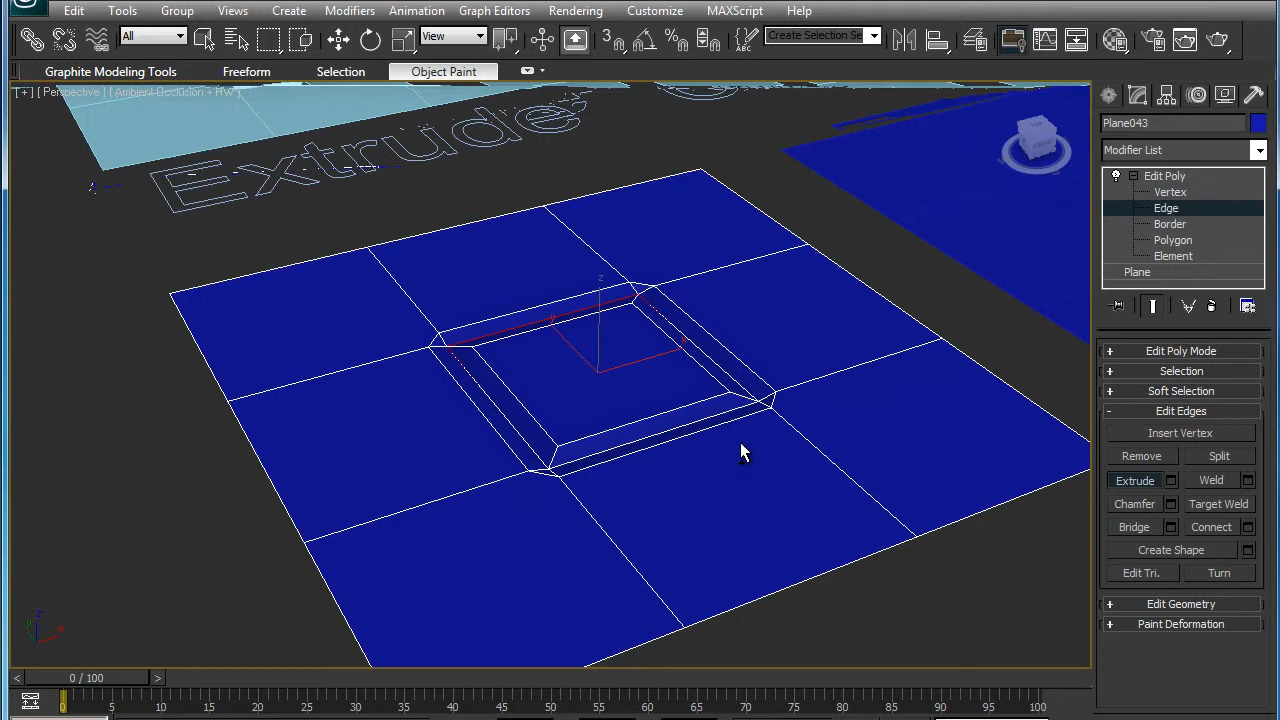 Edit Tools Group Views Create Modifiers Animation Graph Editors Rendering Customize MAXScript Help
All View 3 Create Selection Se
Graphite Modeling Tools Freeform Selection Object Paint
[ + ] [ Perspective ] [ Ambient Occlusion + HW ]
Extrude
Plane043
Modifier List
Edit Poly
Vertex
Edge
Border
Polygon
Element
Plane
+ Edit Poly Mode
+ Selection
+ Soft Selection
- Edit Edges
Insert Vertex
Remove Split
Extrude Weld
Chamfer Target Weld
Bridge Connect
Create Shape
Edit Tri. Turn
+ Edit Geometry
+ Paint Deformation
z
y
z
x
< 0 / 100 >
0 5 10 15 20 25 30 35 40 45 50 55 60 65 70 75 80 85 90 95 100